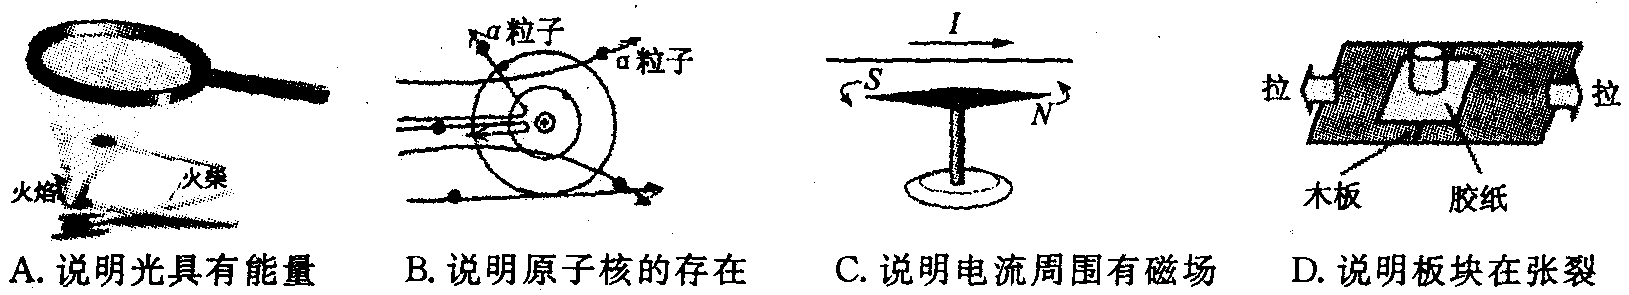 α粒子
α粒子
I
S
N
拉
拉
火焰
火柴
木板
胶纸
A. 说明光具有能量
B. 说明原子核的存在
C. 说明电流周围有磁场
D. 说明板块在张裂